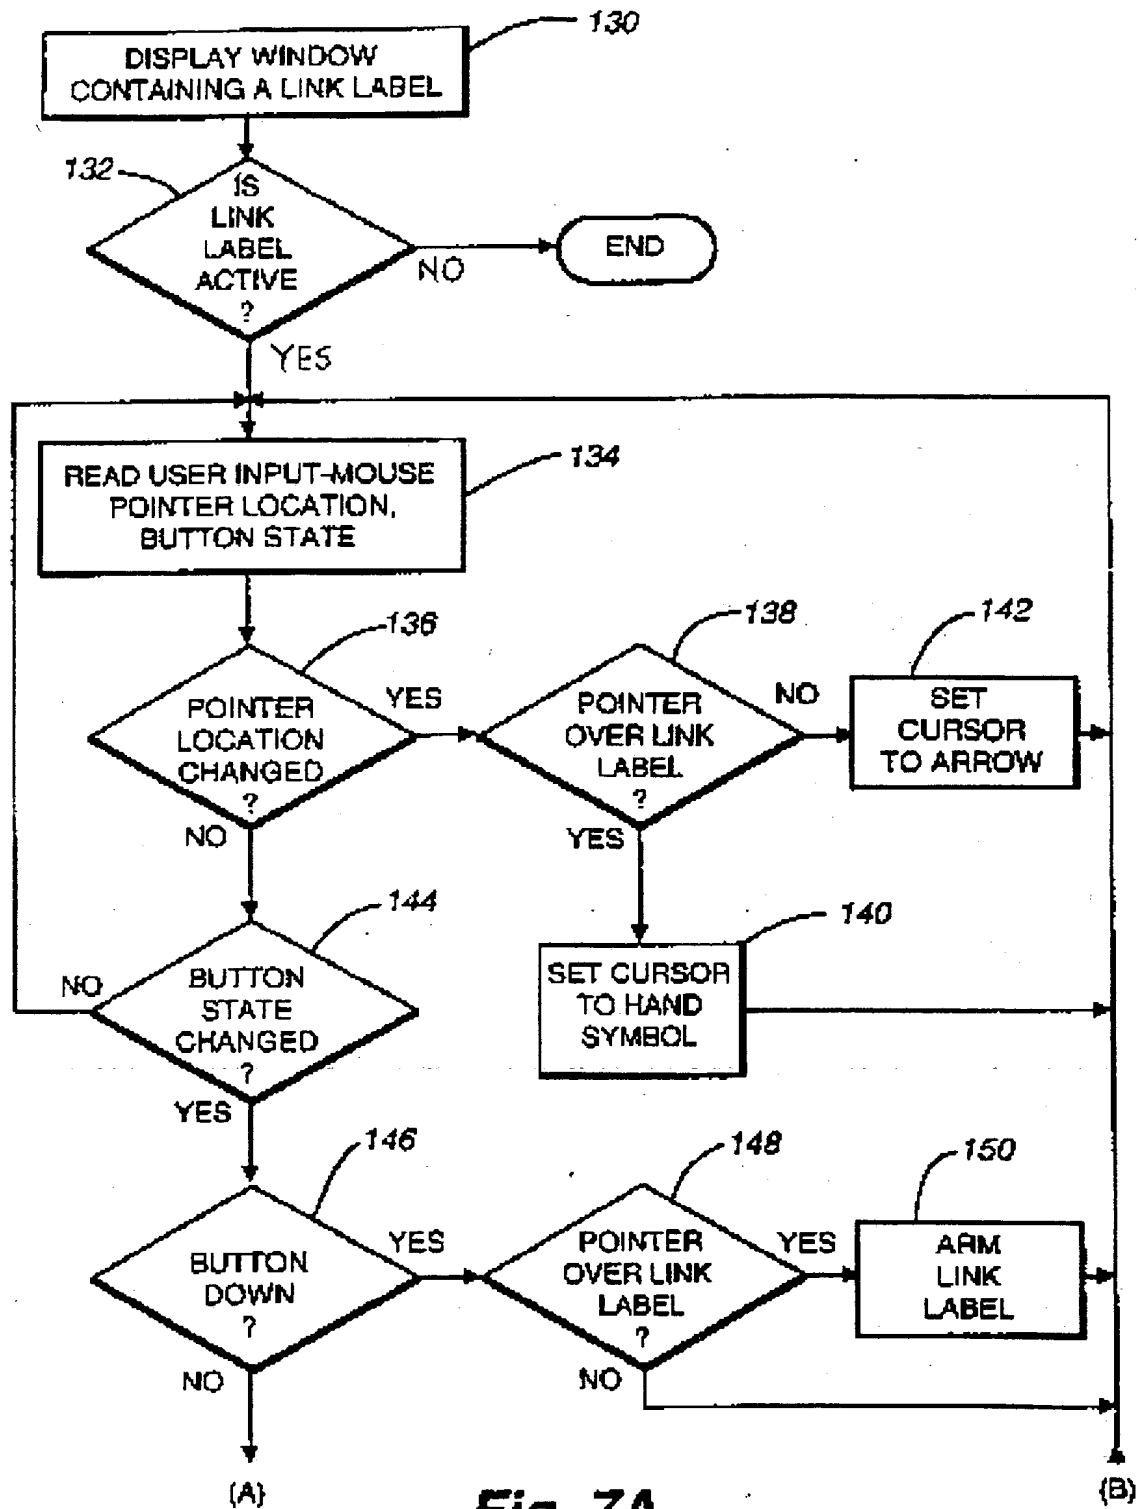 130
DISPLAY WINDOW
CONTAINING A LINK LABEL
132
IS
LINK
LABEL
ACTIVE
?
NO
END
YES
134
READ USER INPUT-MOUSE
POINTER LOCATION,
BUTTON STATE
136
POINTER
LOCATION
CHANGED
?
YES
NO
138
POINTER
OVER LINK
LABEL
?
NO
YES
142
SET
CURSOR
TO ARROW
140
SET CURSOR
TO HAND
SYMBOL
144
BUTTON
STATE
CHANGED
?
NO
YES
146
BUTTON
DOWN
?
YES
NO
148
POINTER
OVER LINK
LABEL
?
YES
NO
150
ARM
LINK
LABEL
(A)
(B)
Fig. 7A